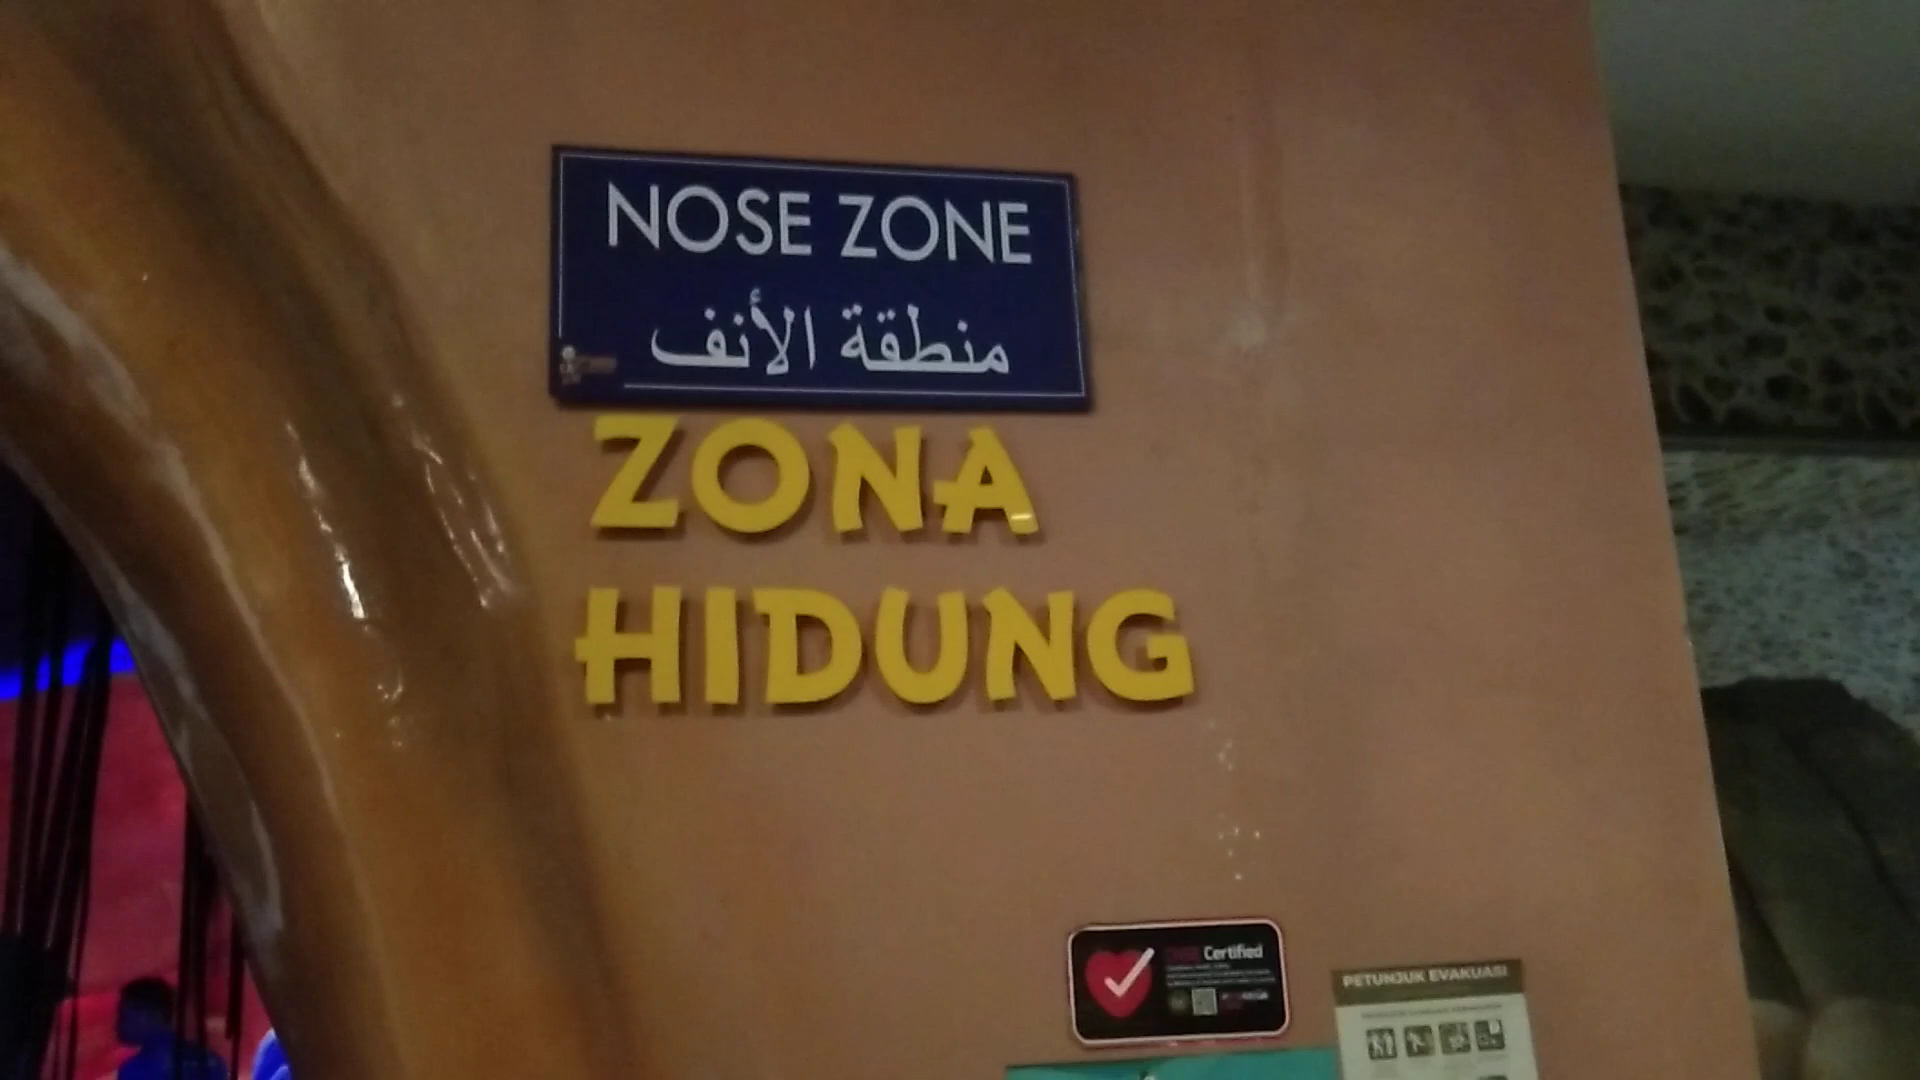 NOSE ZONE
منطقة الأنف
ZONA
HIDUNG
Certified
PETUNJUK EVAKUASI